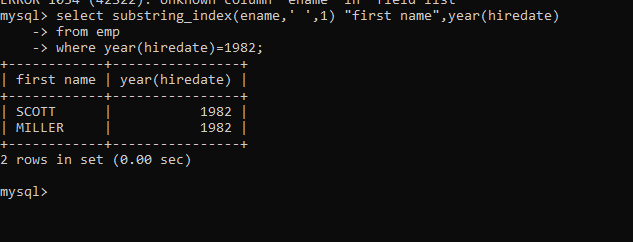 ERROR 1054 (42S22): Unknown column 'ename' in 'field list'
mysql> select substring_index(ename,' ',1) "first name",year(hiredate)
    -> from emp
    -> where year(hiredate)=1982;
+------------+----------------+
| first name | year(hiredate) |
+------------+----------------+
| SCOTT      |           1982 |
| MILLER     |           1982 |
+------------+----------------+
2 rows in set (0.00 sec)
mysql>